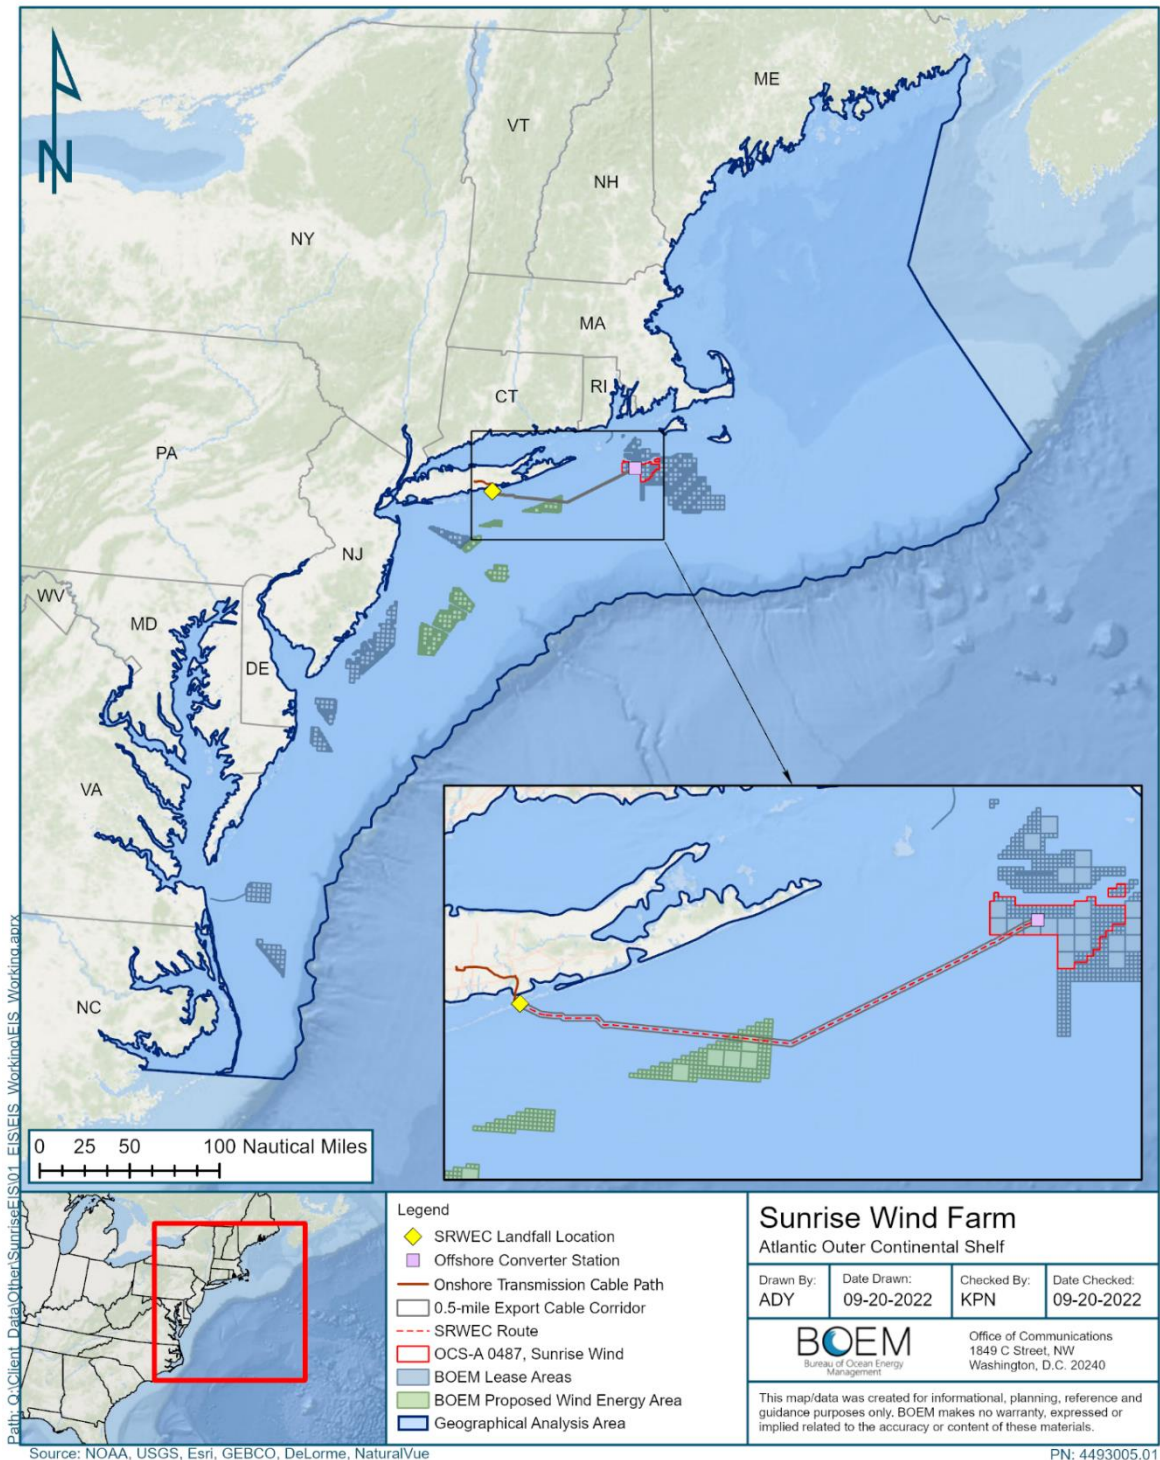 N
ME
VT
NH
NY
MA
CT
RI
PA
NJ
WV
MD
DE
VA
NC
0 25 50 100 Nautical Miles
Path: Q:\Client_Data\Other\SunriseEIS\01_EIS\EIS_Working\EIS_Working.aprx
Legend
SRWEC Landfall Location
Offshore Converter Station
Onshore Transmission Cable Path
0.5-mile Export Cable Corridor
SRWEC Route
OCS-A 0487, Sunrise Wind
BOEM Lease Areas
BOEM Proposed Wind Energy Area
Geographical Analysis Area
Sunrise Wind Farm
Atlantic Outer Continental Shelf
Drawn By:
ADY
Date Drawn:
09-20-2022
Checked By:
KPN
Date Checked:
09-20-2022
BOEM
Bureau of Ocean Energy
Management
Office of Communications
1849 C Street, NW
Washington, D.C. 20240
This map/data was created for informational, planning, reference and
guidance purposes only. BOEM makes no warranty, expressed or
implied related to the accuracy or content of these materials.
Source: NOAA, USGS, Esri, GEBCO, DeLorme, NaturalVue
PN: 4493005.01